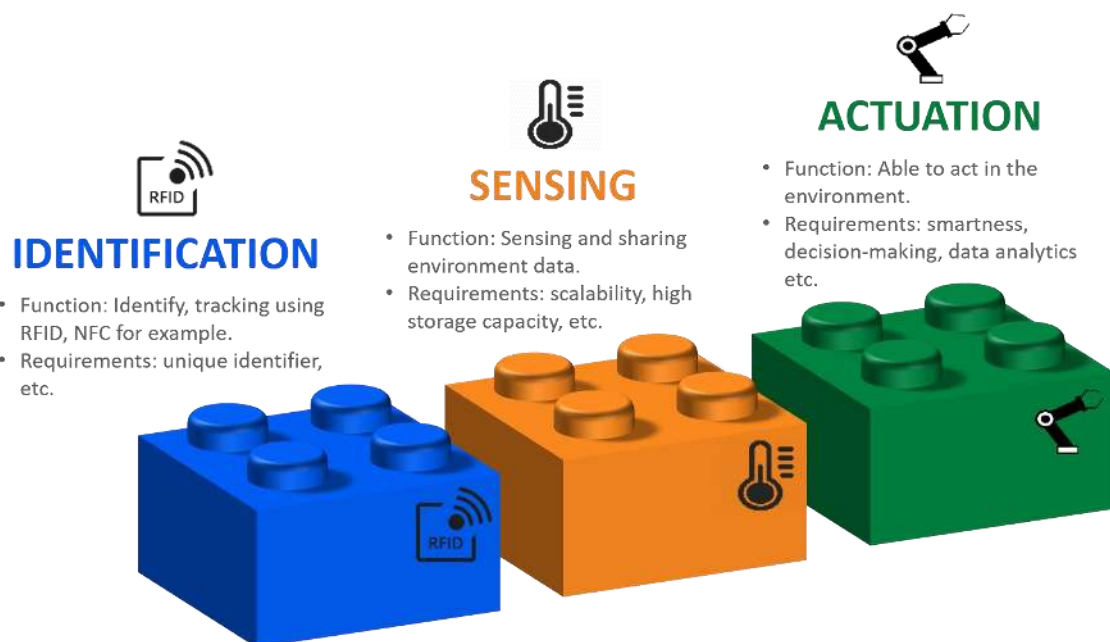 RFID
IDENTIFICATION
• Function: Identify, tracking using
RFID, NFC for example.
• Requirements: unique identifier,
etc.
SENSING
• Function: Sensing and sharing
environment data.
• Requirements: scalability, high
storage capacity, etc.
ACTUATION
• Function: Able to act in the
environment.
• Requirements: smartness,
decision-making, data analytics
etc.
RFID